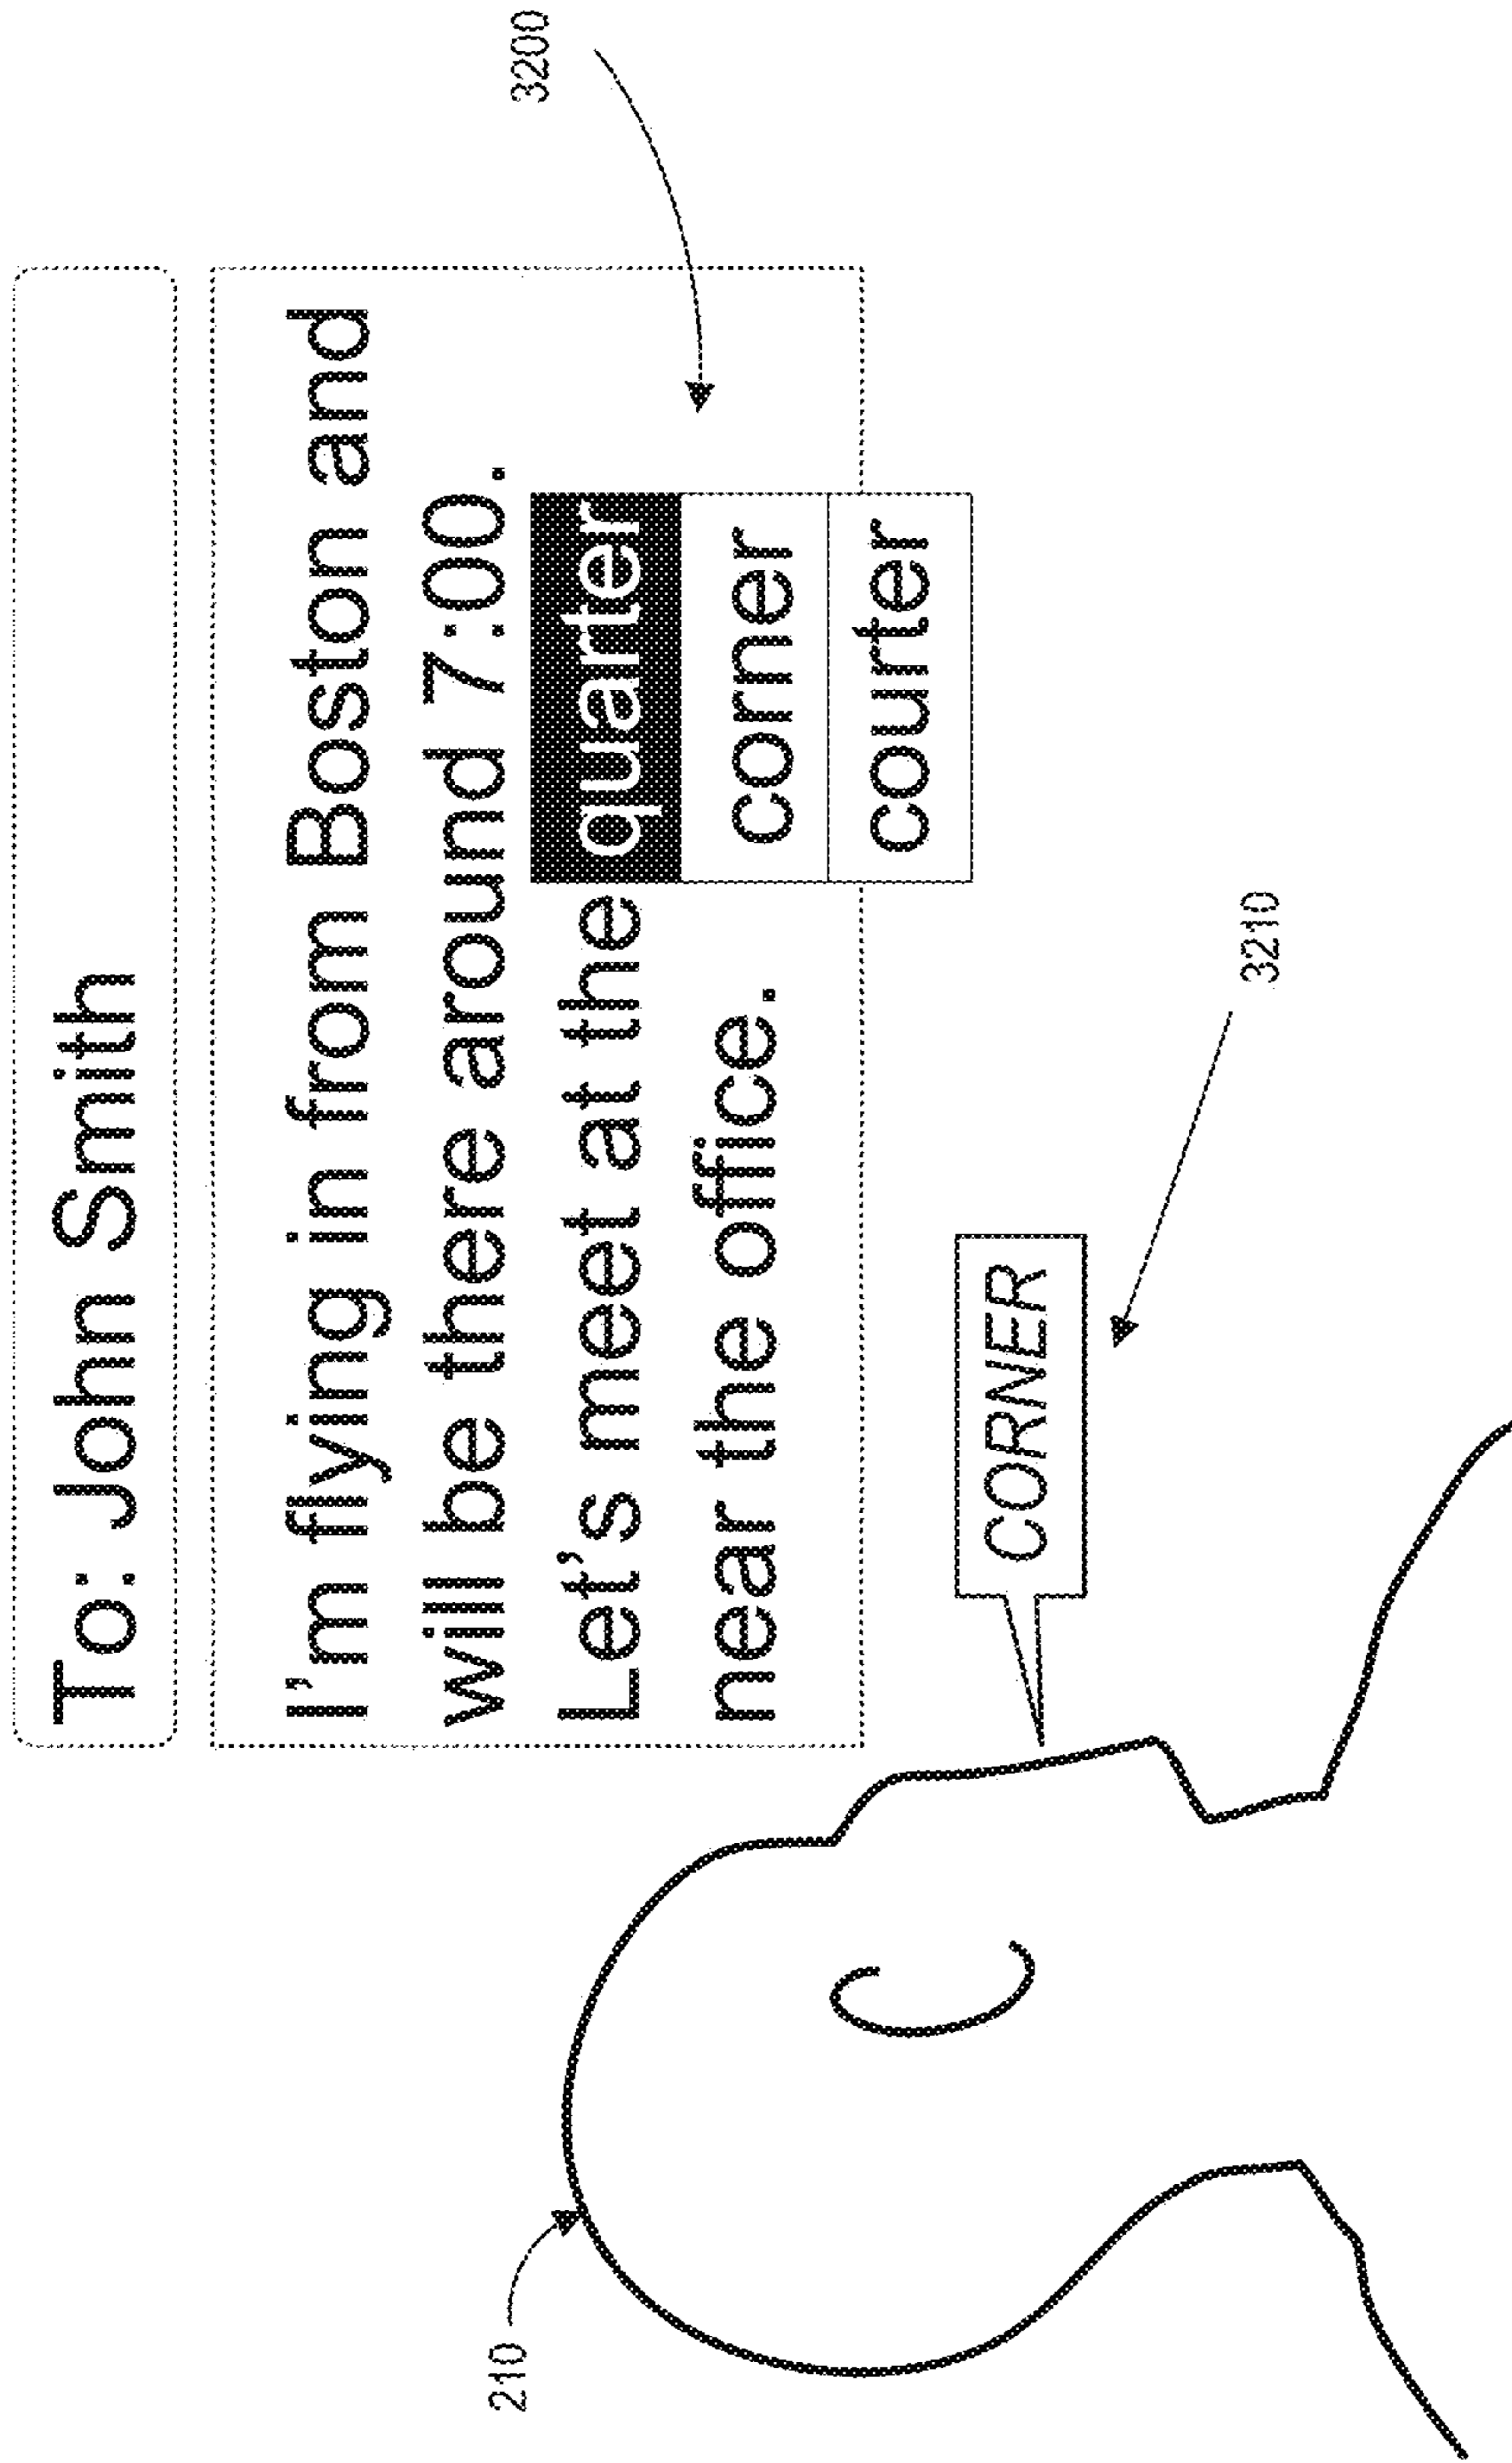 To: John Smith
I'm flying in from Boston and
will be there around 7:00.
Let's meet at the quarter
near the office.
corner
courter
3200
CORNER
3210
210